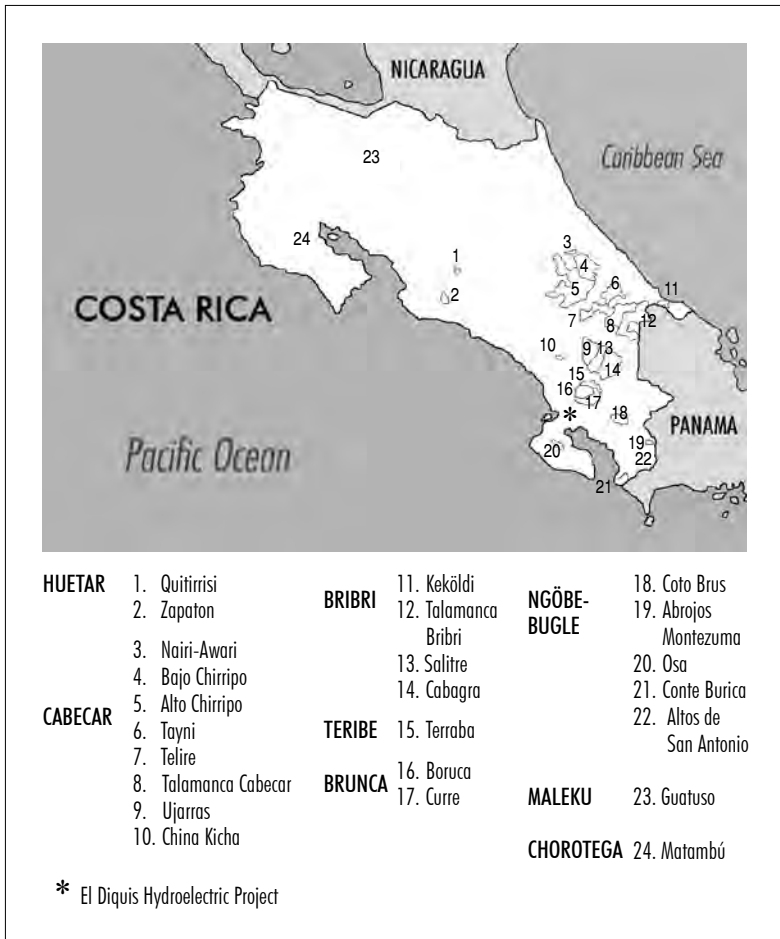 NICARAGUA
Caribbean Sea
23
24
1
2
3
4
5
6
11
7
8
12
10
9
13
15
14
16
17
18
*
19
20
22
21
COSTA RICA
PANAMA
Pacific Ocean
HUETAR
1. Quitirrisi
2. Zapaton
CABECAR
3. Nairi-Awari
4. Bajo Chirripo
5. Alto Chirripo
6. Tayni
7. Telire
8. Talamanca Cabecar
9. Ujarras
10. China Kicha
BRIBRI
11. Keköldi
12. Talamanca
Bribri
13. Salitre
14. Cabagra
TERIBE 15. Terraba
BRUNCA
16. Boruca
17. Curre
NGÖBE-
BUGLE
18. Coto Brus
19. Abrojos
Montezuma
20. Osa
21. Conte Burica
22. Altos de
San Antonio
MALEKU 23. Guatuso
CHOROTEGA 24. Matambú
* El Diquis Hydroelectric Project